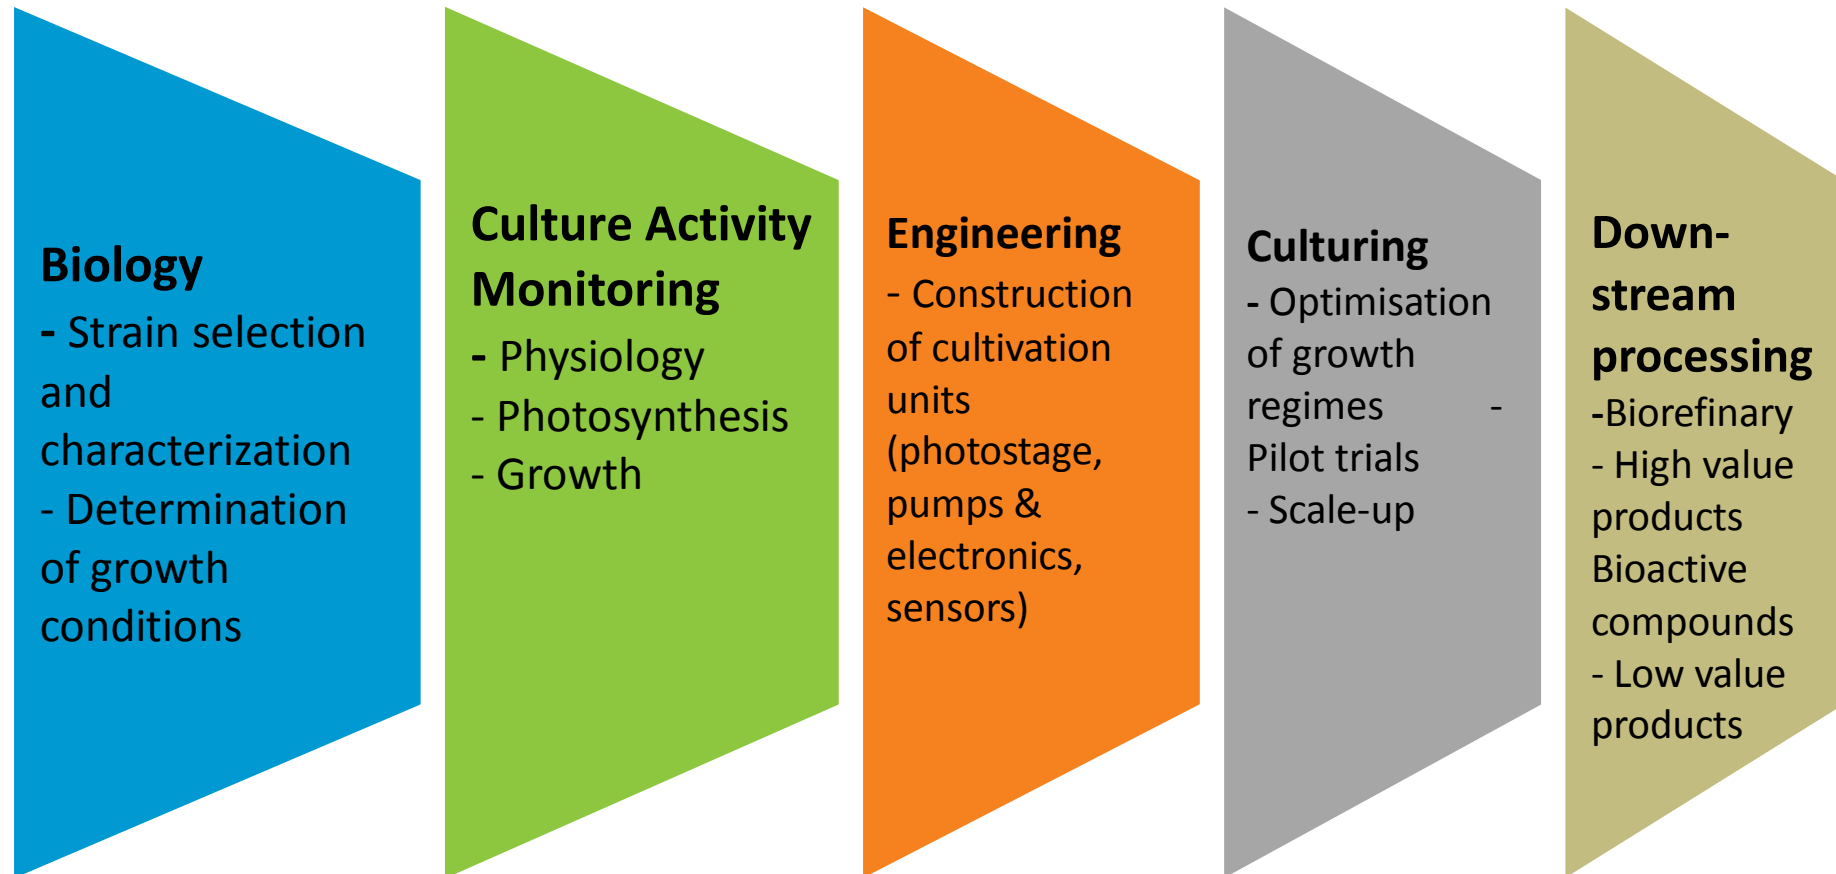 Biology
- Strain selection
and
characterization
- Determination
of growth
conditions
Culture Activity
Monitoring
- Physiology
- Photosynthesis
- Growth
Engineering
- Construction
of cultivation
units
(photostage,
pumps &
electronics,
sensors)
Culturing
- Optimisation
of growth
regimes -
Pilot trials
- Scale-up
Down-
stream
processing
-Biorefinary
- High value
products
Bioactive
compounds
- Low value
products